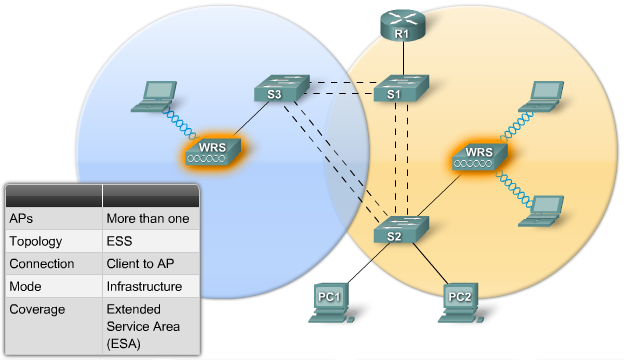 R1
S3
S1
WRS
WRS
S2
PC1
PC2
APs More than one
Topology ESS
Connection Client to AP
Mode Infrastructure
Coverage Extended
Service Area
(ESA)